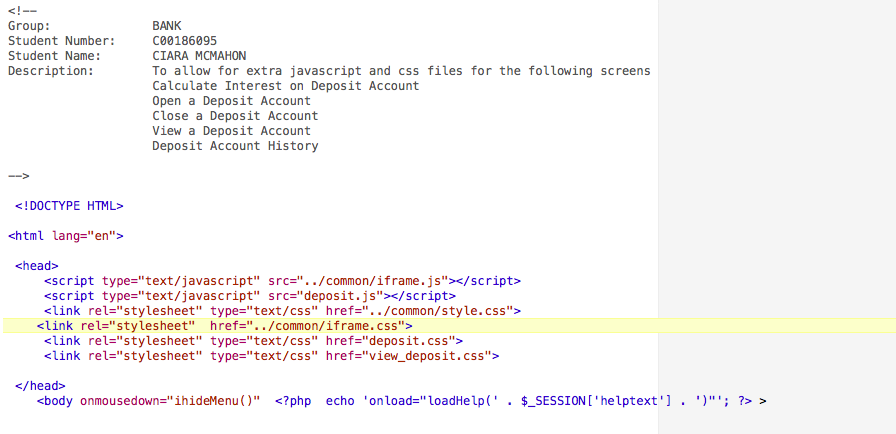 <!--
Group: BANK
Student Number: C00186095
Student Name: CIARA MCMAHON
Description: To allow for extra javascript and css files for the following screens
Calculate Interest on Deposit Account
Open a Deposit Account
Close a Deposit Account
View a Deposit Account
Deposit Account History
-->
<!DOCTYPE HTML>
<html lang="en">
<head>
<script type="text/javascript" src="../common/iframe.js"></script>
<script type="text/javascript" src="deposit.js"></script>
<link rel="stylesheet" type="text/css" href="../common/style.css">
<link rel="stylesheet"  href="../common/iframe.css">
<link rel="stylesheet" type="text/css" href="deposit.css">
<link rel="stylesheet" type="text/css" href="view_deposit.css">
</head>
<body onmousedown="ihideMenu()"  <?php  echo 'onload="loadHelp(' . $_SESSION['helptext'] . ')"'; ?> >